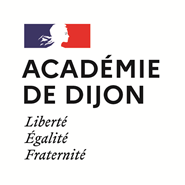 ACADÉMIE
DE DIJON
Liberté
Égalité
Fraternité